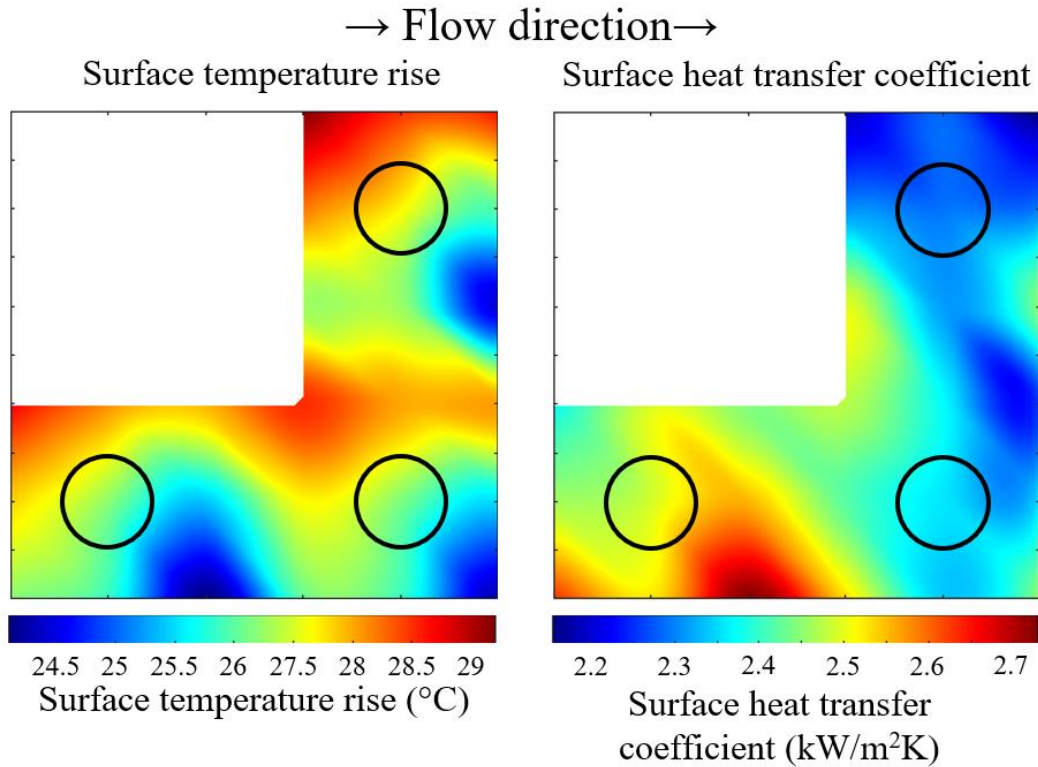 → Flow direction→
Surface temperature rise
Surface heat transfer coefficient
24.5 25 25.5 26 27.5 28 28.5 29
Surface temperature rise (°C)
2.2 2.3 2.4 2.5 2.6 2.7
Surface heat transfer
coefficient (kW/m²K)